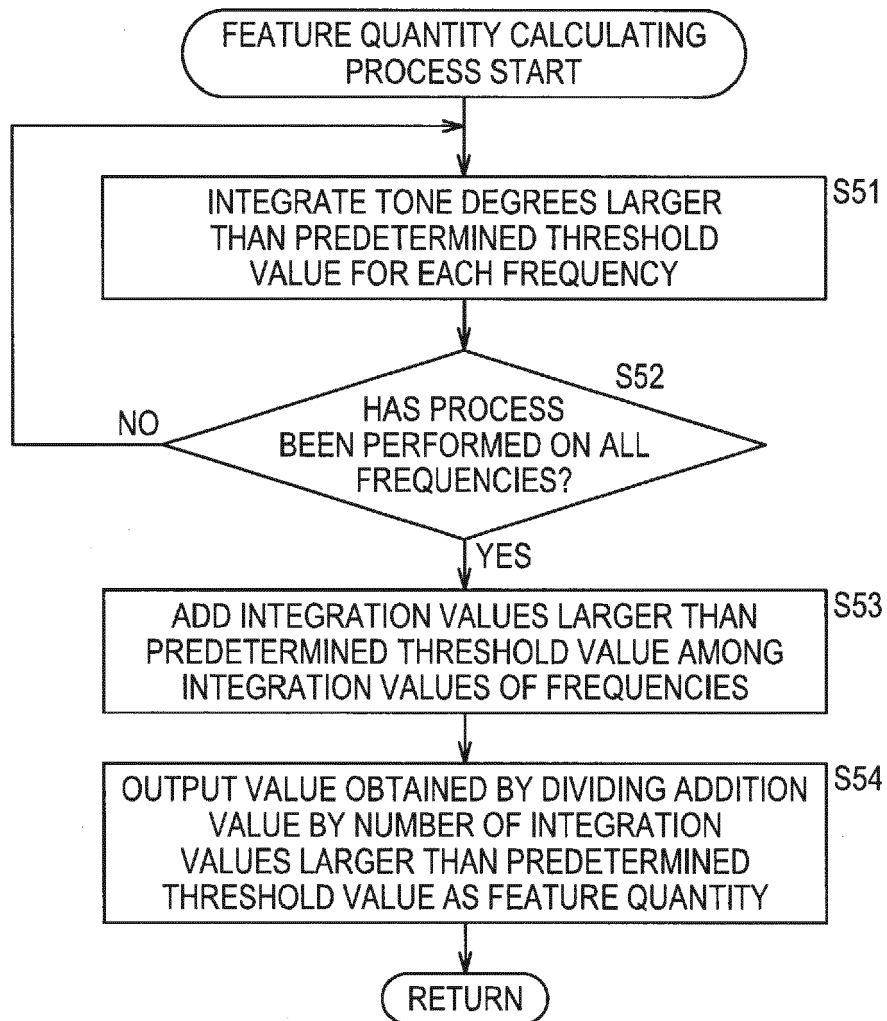 FEATURE QUANTITY CALCULATING
PROCESS START
S51
INTEGRATE TONE DEGREES LARGER
THAN PREDETERMINED THRESHOLD
VALUE FOR EACH FREQUENCY
S52
HAS PROCESS
BEEN PERFORMED ON ALL
FREQUENCIES?
NO
YES
S53
ADD INTEGRATION VALUES LARGER THAN
PREDETERMINED THRESHOLD VALUE AMONG
INTEGRATION VALUES OF FREQUENCIES
S54
OUTPUT VALUE OBTAINED BY DIVIDING ADDITION
VALUE BY NUMBER OF INTEGRATION
VALUES LARGER THAN PREDETERMINED
THRESHOLD VALUE AS FEATURE QUANTITY
RETURN